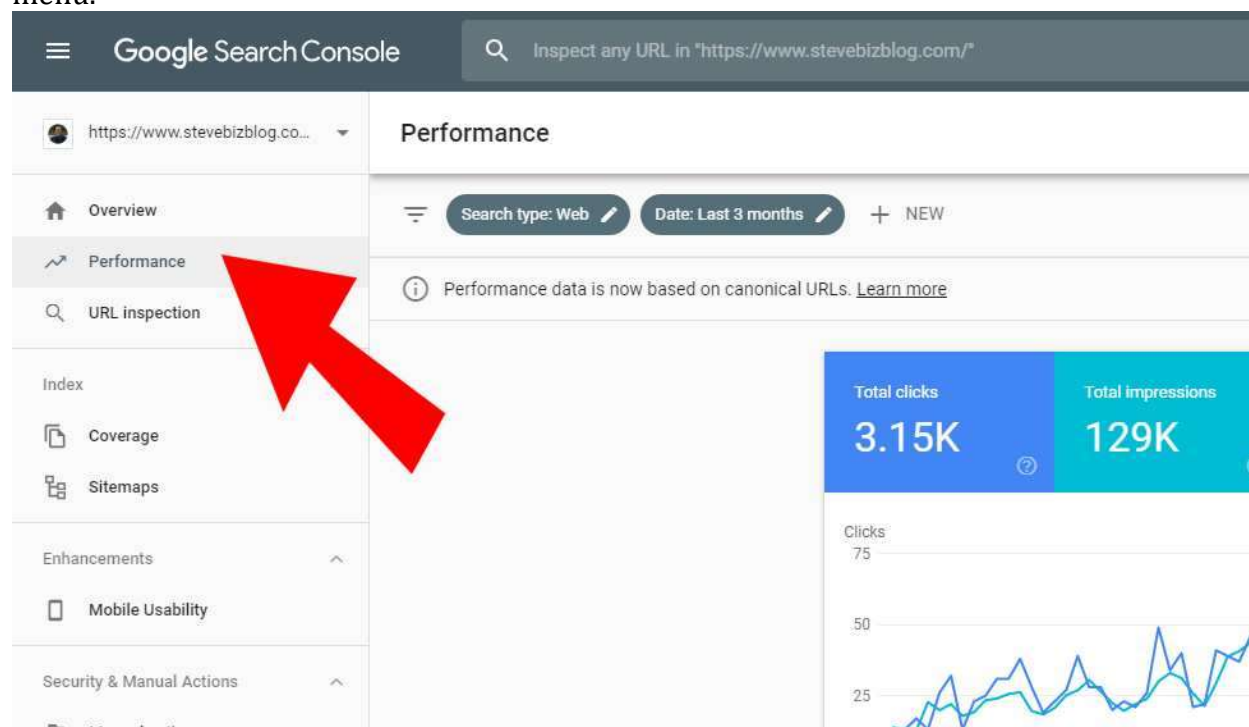 menu.
Google Search Console
Inspect any URL in "https://www.stevebizblog.com/"
https://www.stevebizblog.co...
Performance
Overview
Performance
URL inspection
Search type: Web
Date: Last 3 months
+ NEW
Performance data is now based on canonical URLs. Learn more
Index
Coverage
Sitemaps
Enhancements
Mobile Usability
Security & Manual Actions
Total clicks
3.15K
Total impressions
129K
Clicks
75
50
25